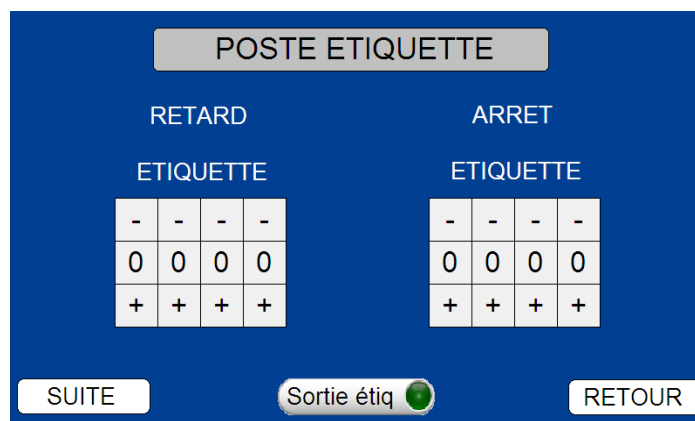 POSTE ETIQUETTE
RETARD
ETIQUETTE
- - - -
0 0 0 0
+ + + +
ARRET
ETIQUETTE
- - - -
0 0 0 0
+ + + +
SUITE
Sortie étiq
RETOUR